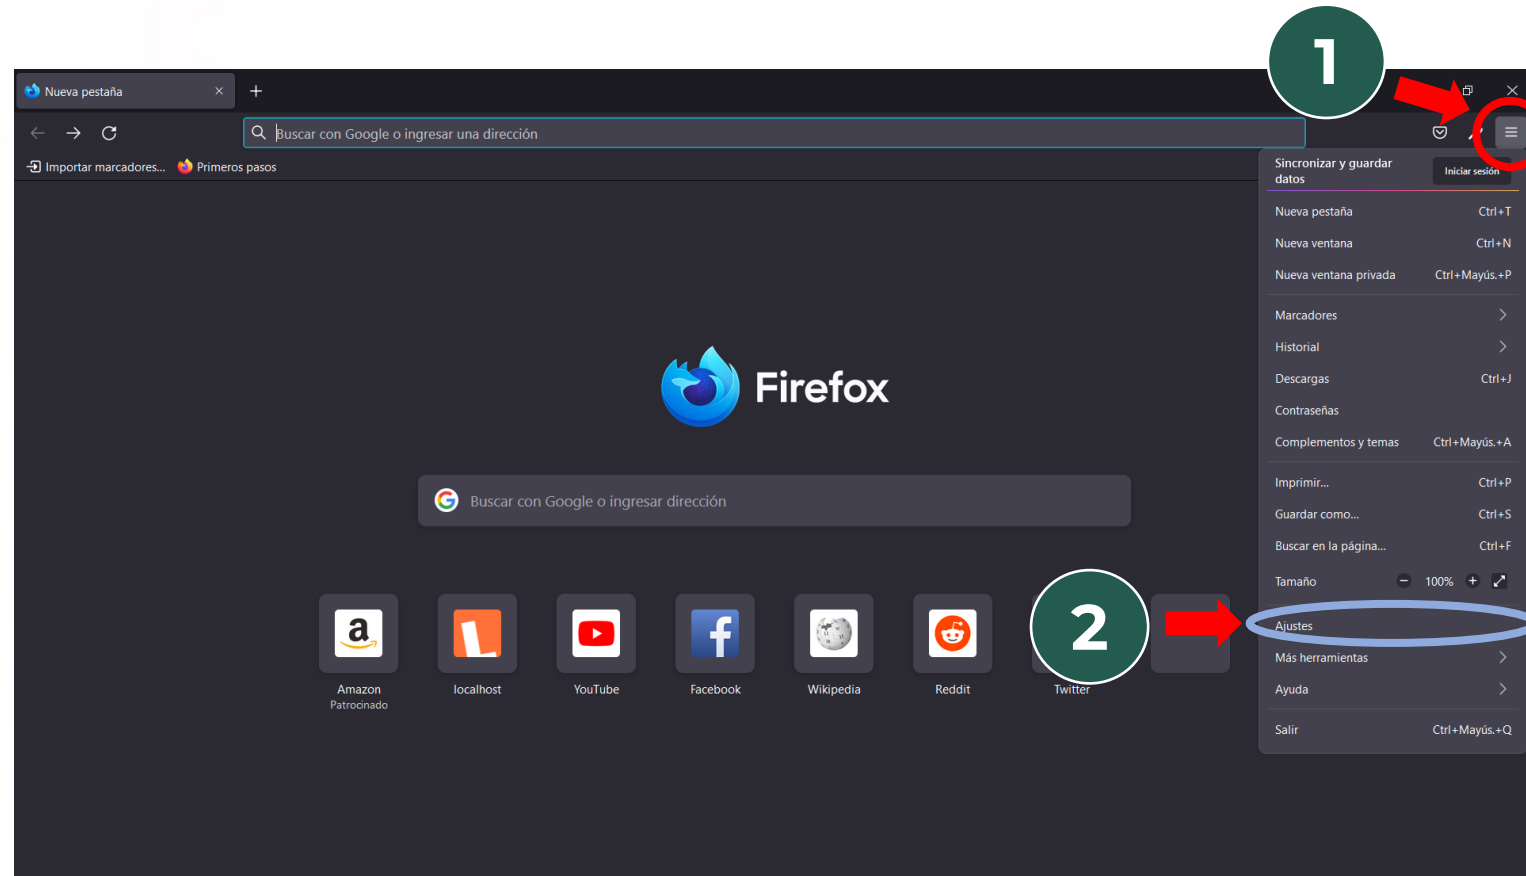 1
Nueva pestaña
Buscar con Google o ingresar una dirección
Importar marcadores...
Primeros pasos
Sincronizar y guardar
datos
Iniciar sesión
Nueva pestaña Ctrl+T
Nueva ventana Ctrl+N
Nueva ventana privada Ctrl+Mayús.+P
Marcadores
Historial
Descargas Ctrl+J
Contraseñas
Complementos y temas Ctrl+Mayús.+A
Imprimir... Ctrl+P
Guardar como... Ctrl+S
Buscar en la página... Ctrl+F
Tamaño 100%
Ajustes
Más herramientas
Ayuda
Salir Ctrl+Mayús.+Q
Firefox
Buscar con Google o ingresar dirección
2
a
Amazon
Patrocinado
localhost
YouTube
Facebook
Wikipedia
Reddit
Twitter